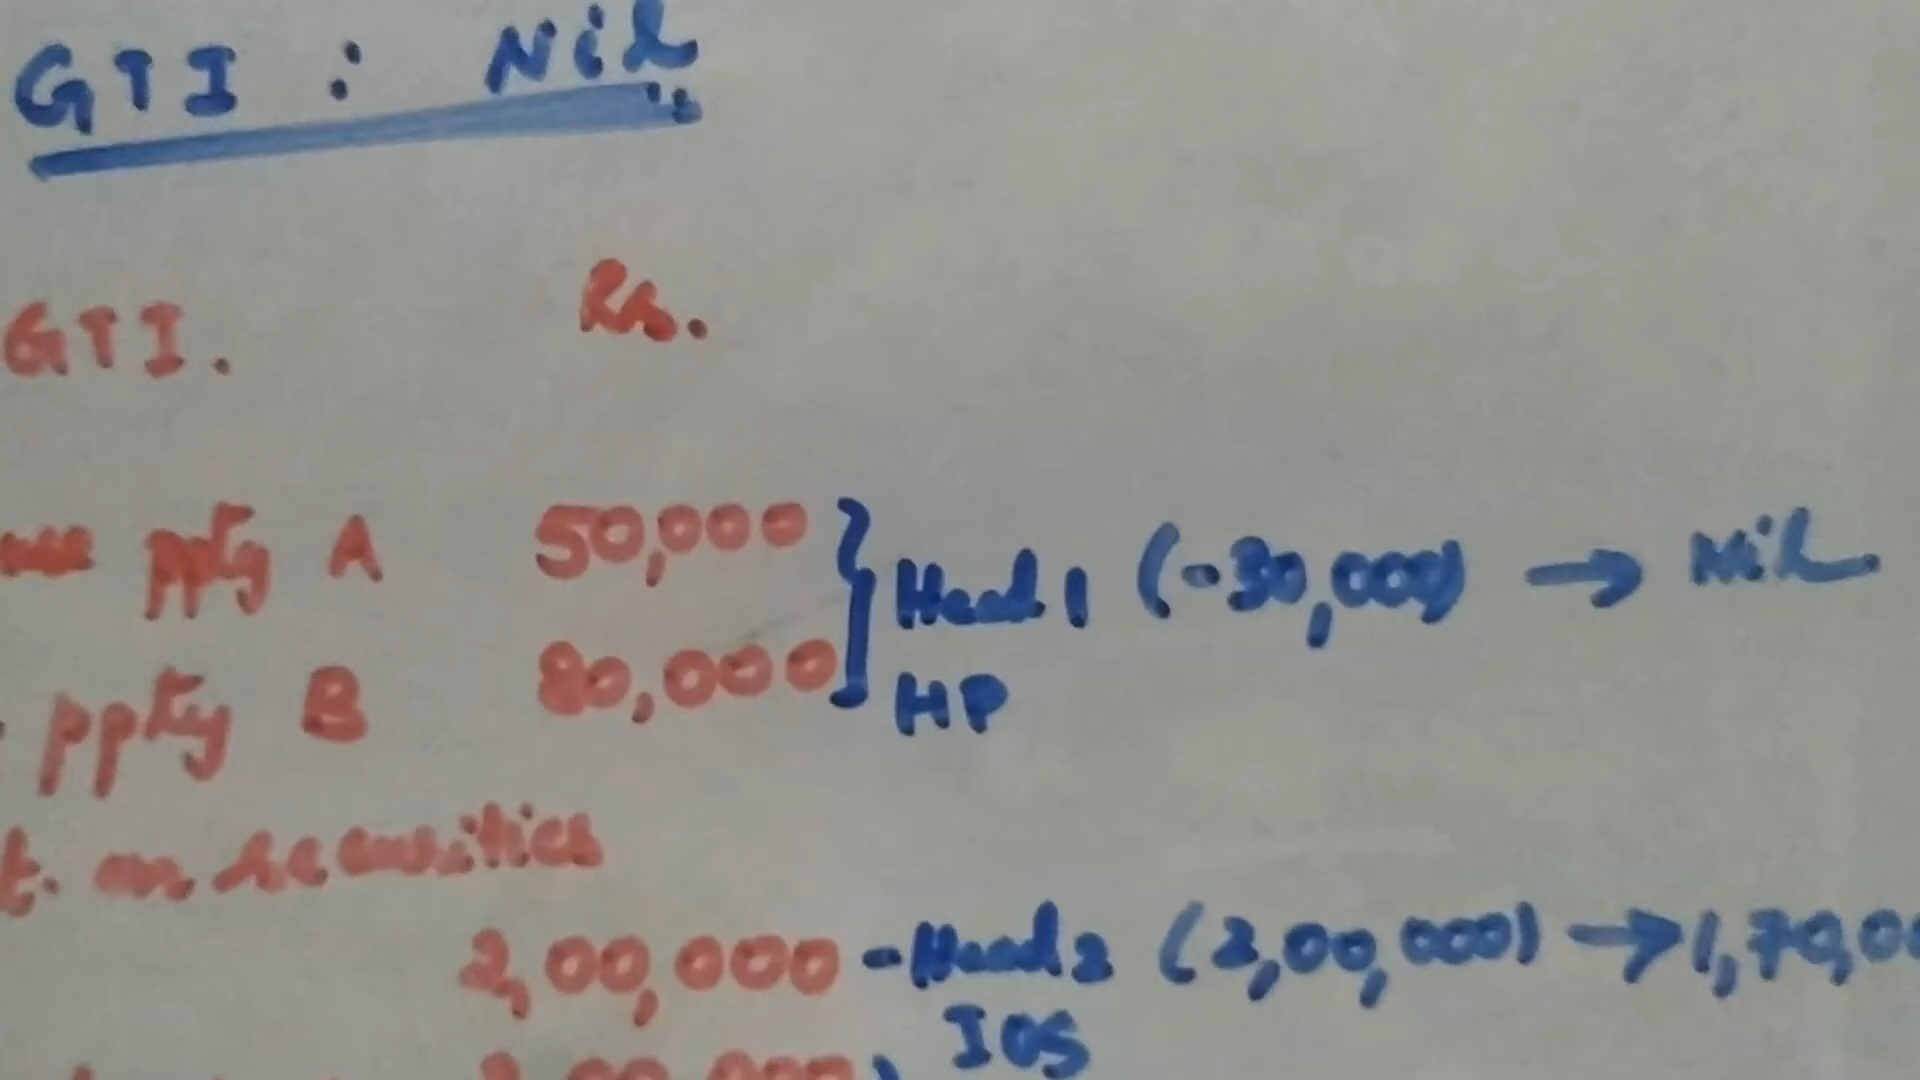 GTI : Nil
GTI. Rs.
ppty A 50,000 } Head 1 (-30,000) → Nil
ppty B 80,000 HP
t. on securities
2,00,000 - Head 2 (2,00,000) → 1,70,00
IOS